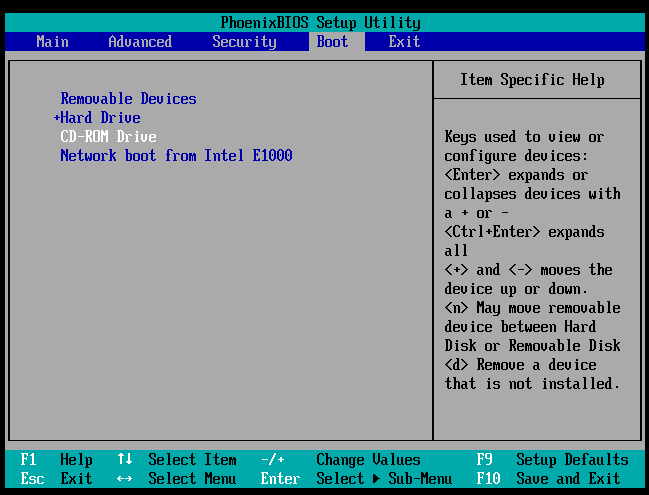 PhoenixBIOS Setup Utility
Main Advanced Security Boot Exit
Item Specific Help
Removable Devices
+Hard Drive
CD-ROM Drive
Network boot from Intel E1000
Keys used to view or
configure devices:
<Enter> expands or
collapses devices with
a + or -
<Ctrl+Enter> expands
all
<+> and <-> moves the
device up or down.
<n> May move removable
device between Hard
Disk or Removable Disk
<d> Remove a device
that is not installed.
F1 Help ↑↓ Select Item -/+ Change Values F9 Setup Defaults
Esc Exit ↔ Select Menu Enter Select ▶ Sub-Menu F10 Save and Exit